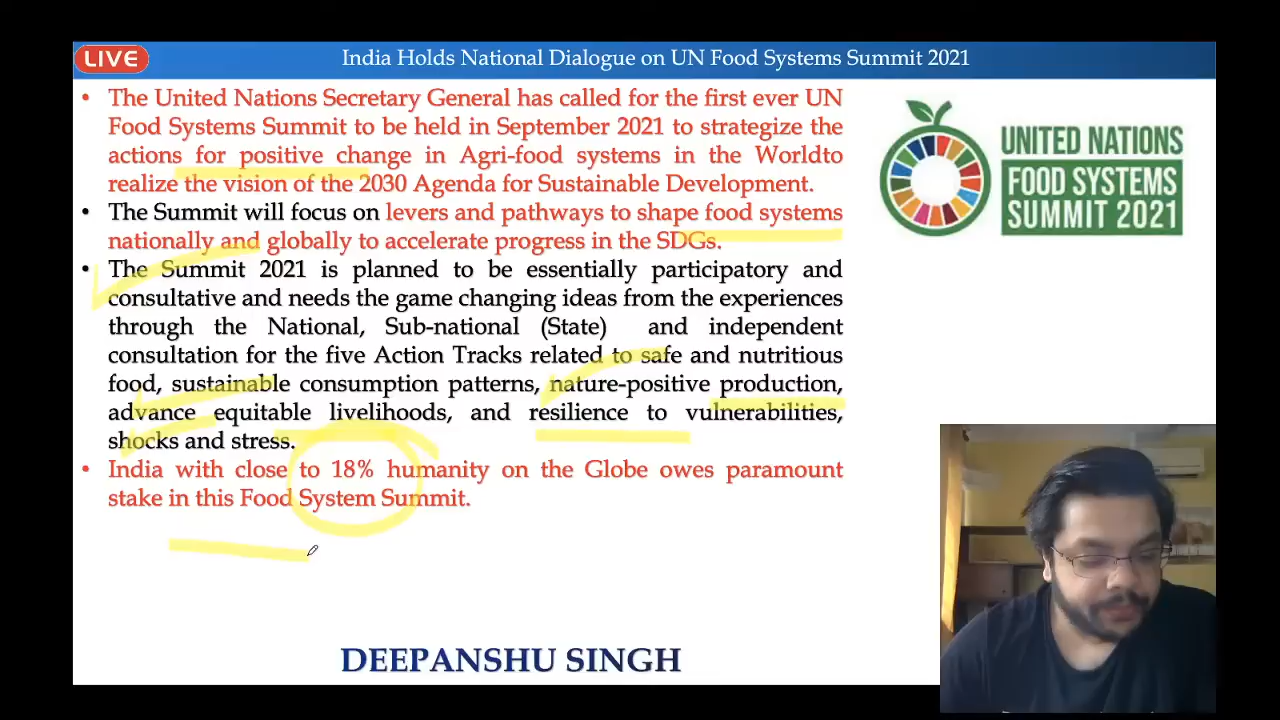 LIVE
India Holds National Dialogue on UN Food Systems Summit 2021
• The United Nations Secretary General has called for the first ever UN
Food Systems Summit to be held in September 2021 to strategize the
actions for positive change in Agri-food systems in the Worldto
realize the vision of the 2030 Agenda for Sustainable Development.
• The Summit will focus on levers and pathways to shape food systems
nationally and globally to accelerate progress in the SDGs.
• The Summit 2021 is planned to be essentially participatory and
consultative and needs the game changing ideas from the experiences
through the National, Sub-national (State) and independent
consultation for the five Action Tracks related to safe and nutritious
food, sustainable consumption patterns, nature-positive production,
advance equitable livelihoods, and resilience to vulnerabilities,
shocks and stress.
• India with close to 18% humanity on the Globe owes paramount
stake in this Food System Summit.
UNITED NATIONS
FOOD SYSTEMS
SUMMIT 2021
DEEPANSHU SINGH